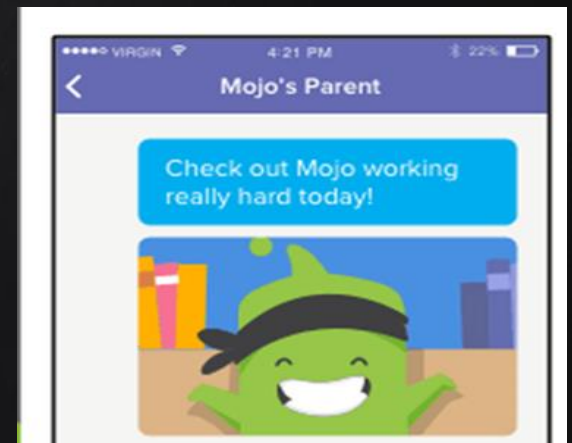 VIRGIN 4:21 PM 22%
Mojo's Parent
Check out Mojo working
really hard today!